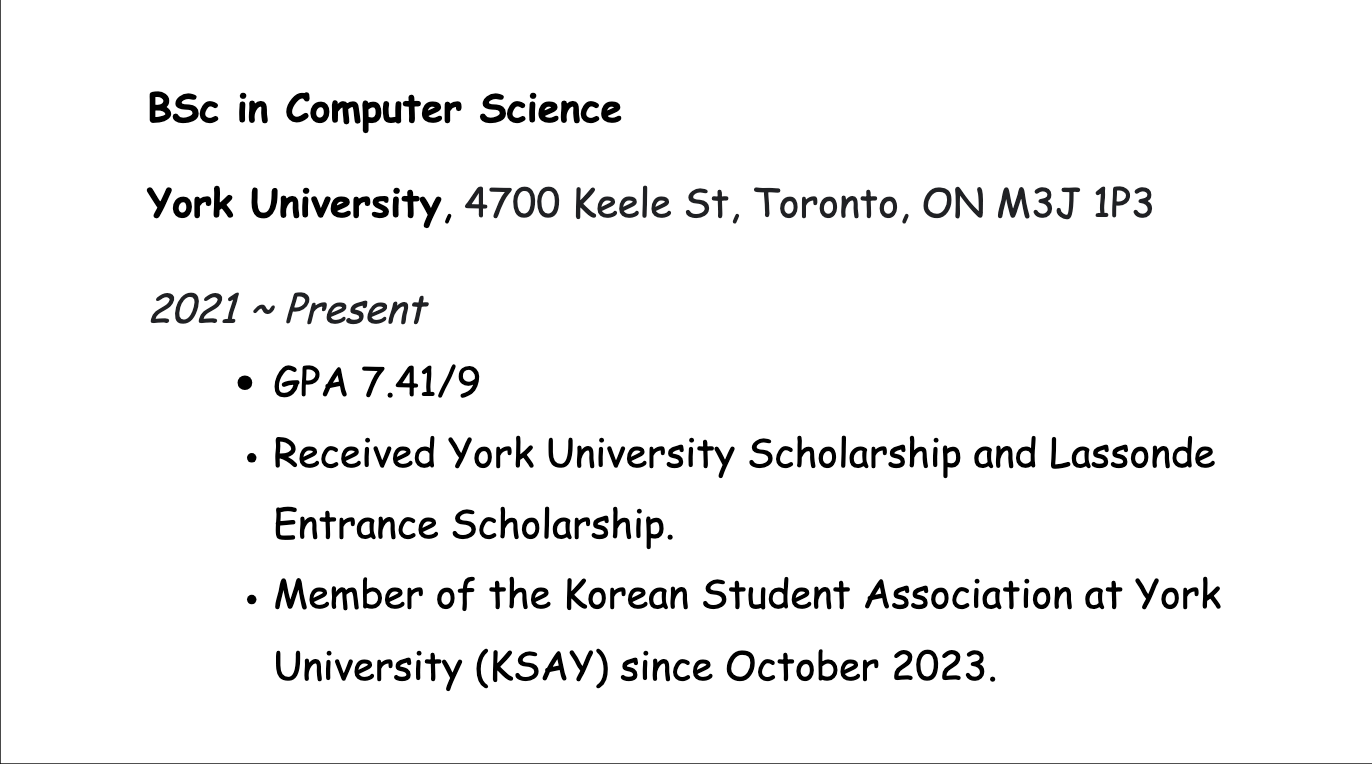 BSc in Computer Science
York University, 4700 Keele St, Toronto, ON M3J 1P3
2021 ~ Present
• GPA 7.41/9
• Received York University Scholarship and Lassonde
Entrance Scholarship.
• Member of the Korean Student Association at York
University (KSAY) since October 2023.